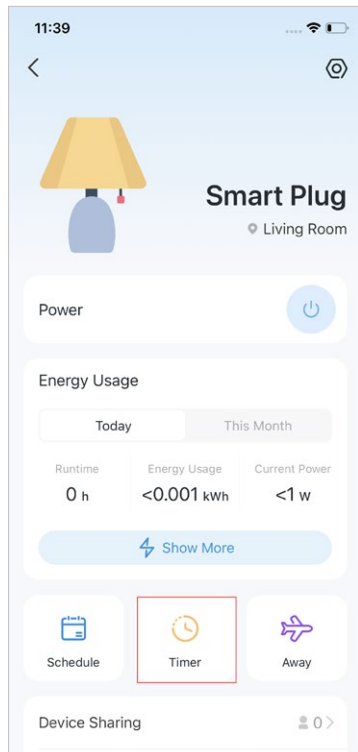 11:39
Smart Plug
Living Room
Power
Energy Usage
Today This Month
Runtime Energy Usage Current Power
0 h <0.001 kWh <1 W
Show More
Schedule Timer Away
Device Sharing 0 >